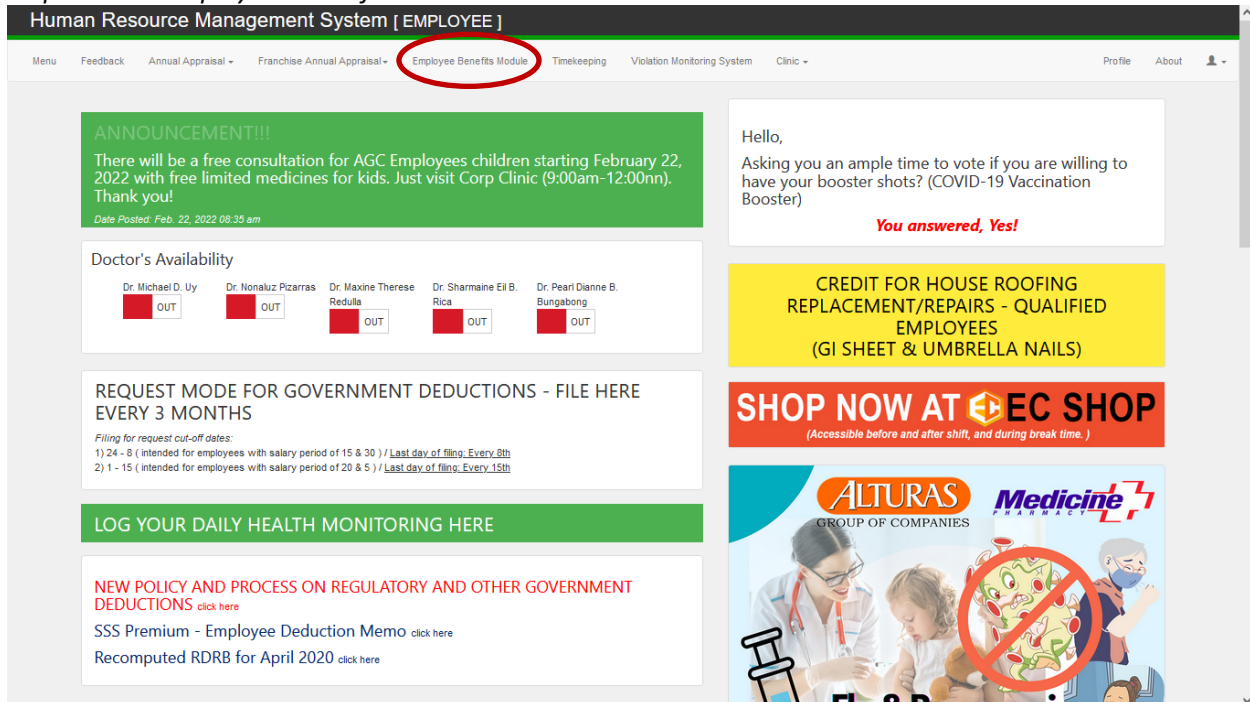 Human Resource Management System [ EMPLOYEE ]
Menu Feedback Annual Appraisal Franchise Annual Appraisal Employee Benefits Module Timekeeping Violation Monitoring System Clinic Profile About
ANNOUNCEMENT!!!
There will be a free consultation for AGC Employees children starting February 22,
2022 with free limited medicines for kids. Just visit Corp Clinic (9:00am-12:00nn).
Thank you!
Date Posted: Feb. 22, 2022 08:35 am
Doctor's Availability
Dr. Michael D. Uy
OUT
Dr. Nonaluz Pizarras
OUT
Dr. Maxine Therese
Redulla
OUT
Dr. Sharmaine Eil B.
Rica
OUT
Dr. Pearl Dianne B.
Bungabong
OUT
REQUEST MODE FOR GOVERNMENT DEDUCTIONS - FILE HERE
EVERY 3 MONTHS
Filing for request cut-off dates:
1) 24 - 8 ( intended for employees with salary period of 15 & 30 ) / Last day of filing: Every 8th
2) 1 - 15 ( intended for employees with salary period of 20 & 5 ) / Last day of filing: Every 15th
LOG YOUR DAILY HEALTH MONITORING HERE
NEW POLICY AND PROCESS ON REGULATORY AND OTHER GOVERNMENT
DEDUCTIONS click here
SSS Premium - Employee Deduction Memo click here
Recomputed RDRB for April 2020 click here
Hello,
Asking you an ample time to vote if you are willing to
have your booster shots? (COVID-19 Vaccination
Booster)
You answered, Yes!
CREDIT FOR HOUSE ROOFING
REPLACEMENT/REPAIRS - QUALIFIED
EMPLOYEES
(GI SHEET & UMBRELLA NAILS)
SHOP NOW AT EC SHOP
(Accessible before and after shift, and during break time. )
ALTURAS
GROUP OF COMPANIES
Medicine
PHARMACY